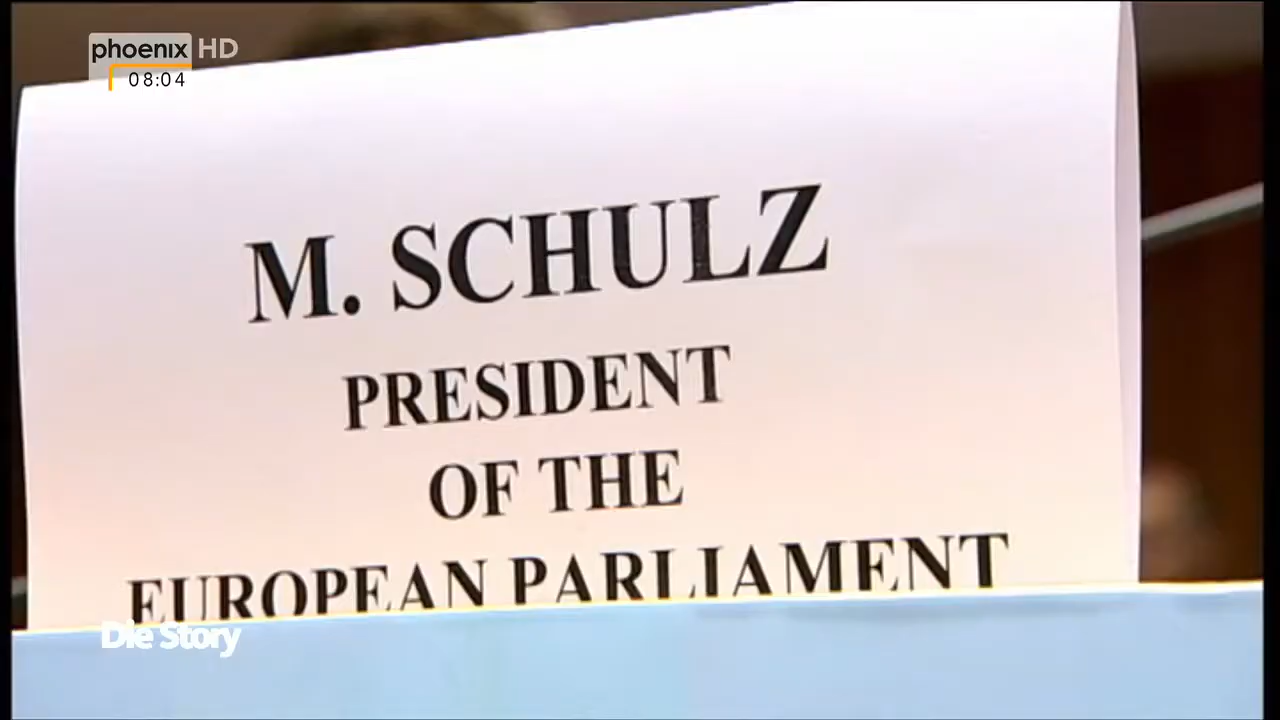 phoenix HD
08:04
M. SCHULZ
PRESIDENT
OF THE
EUROPEAN PARLIAMENT
Die Story